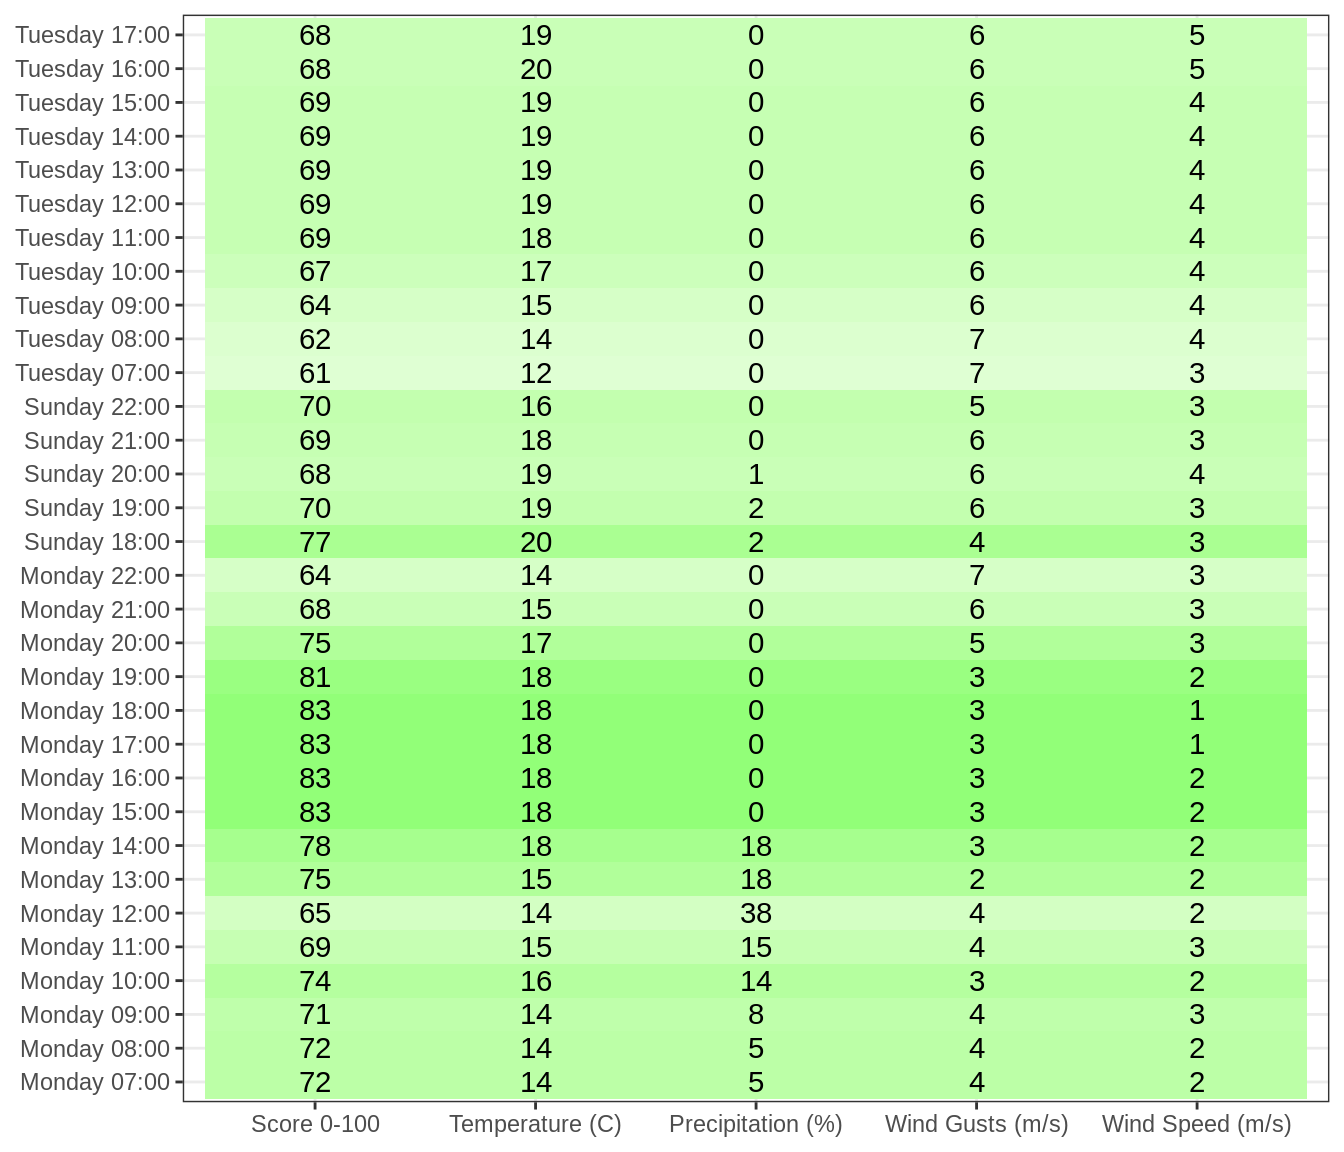 Tuesday 17:00 68 19 0 6 5
Tuesday 16:00 68 20 0 6 5
Tuesday 15:00 69 19 0 6 4
Tuesday 14:00 69 19 0 6 4
Tuesday 13:00 69 19 0 6 4
Tuesday 12:00 69 19 0 6 4
Tuesday 11:00 69 18 0 6 4
Tuesday 10:00 67 17 0 6 4
Tuesday 09:00 64 15 0 6 4
Tuesday 08:00 62 14 0 7 4
Tuesday 07:00 61 12 0 7 3
Sunday 22:00 70 16 0 5 3
Sunday 21:00 69 18 0 6 3
Sunday 20:00 68 19 1 6 4
Sunday 19:00 70 19 2 6 3
Sunday 18:00 77 20 2 4 3
Monday 22:00 64 14 0 7 3
Monday 21:00 68 15 0 6 3
Monday 20:00 75 17 0 5 3
Monday 19:00 81 18 0 3 2
Monday 18:00 83 18 0 3 1
Monday 17:00 83 18 0 3 1
Monday 16:00 83 18 0 3 2
Monday 15:00 83 18 0 3 2
Monday 14:00 78 18 18 3 2
Monday 13:00 75 15 18 2 2
Monday 12:00 65 14 38 4 2
Monday 11:00 69 15 15 4 3
Monday 10:00 74 16 14 3 2
Monday 09:00 71 14 8 4 3
Monday 08:00 72 14 5 4 2
Monday 07:00 72 14 5 4 2
Score 0-100 Temperature (C) Precipitation (%) Wind Gusts (m/s) Wind Speed (m/s)